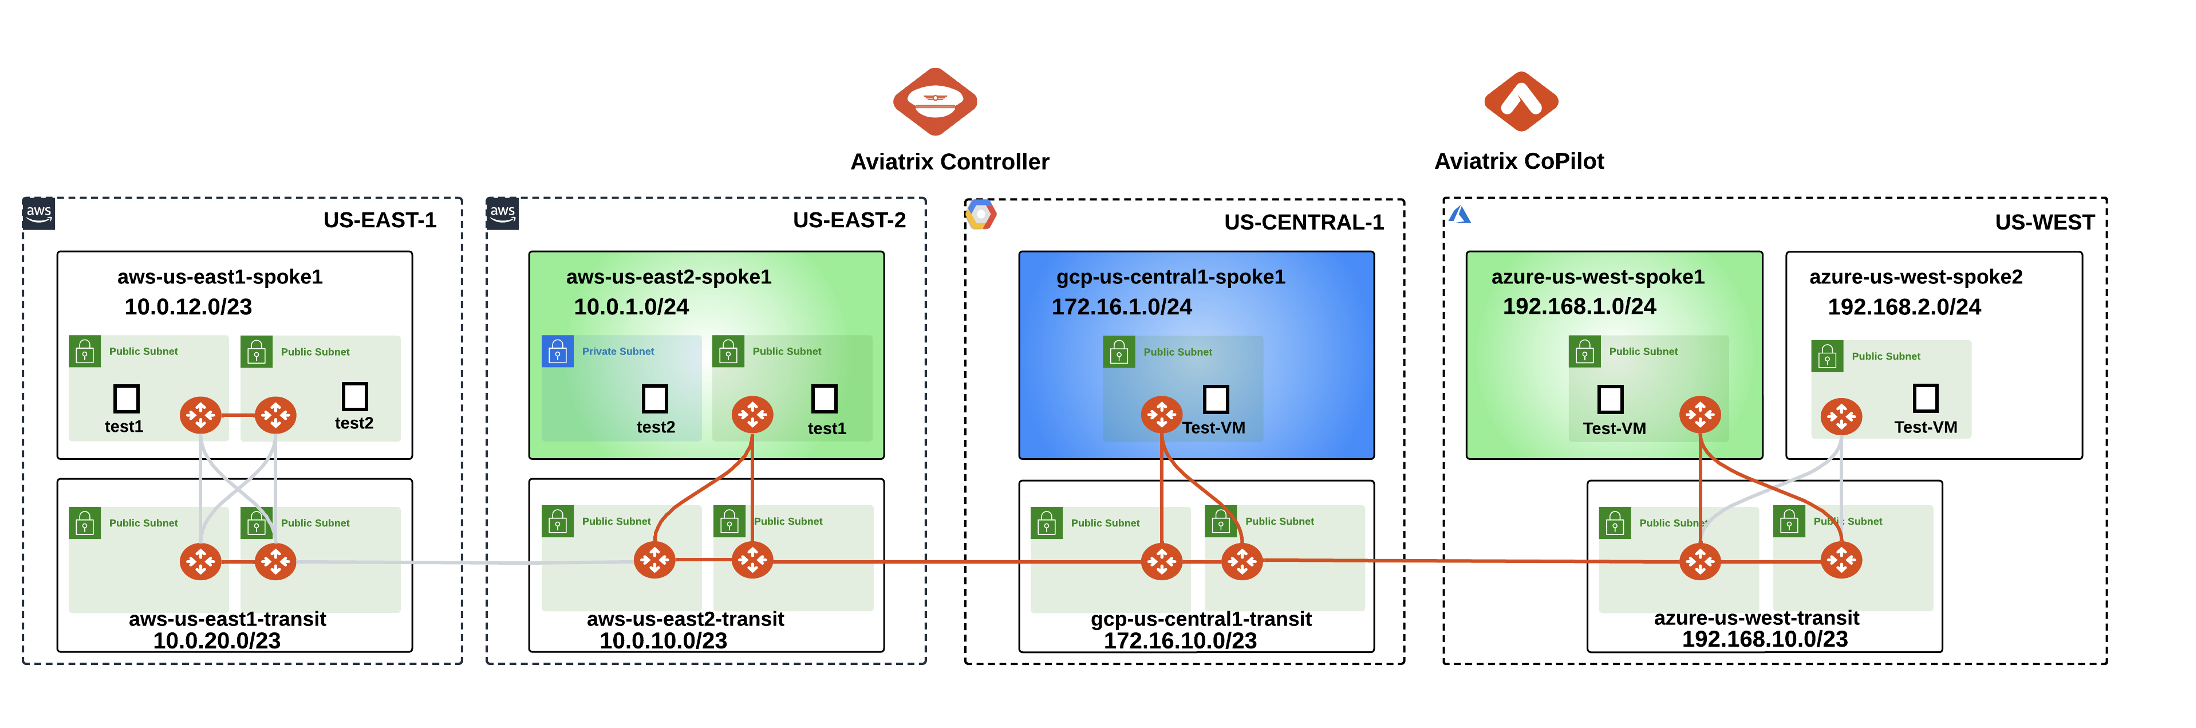 Aviatrix Controller
Aviatrix CoPilot
aws
US-EAST-1
aws-us-east1-spoke1
10.0.12.0/23
Public Subnet
Public Subnet
test1
test2
Public Subnet
Public Subnet
aws-us-east1-transit
10.0.20.0/23
aws
US-EAST-2
aws-us-east2-spoke1
10.0.1.0/24
Private Subnet
Public Subnet
test2
test1
Public Subnet
Public Subnet
aws-us-east2-transit
10.0.10.0/23
US-CENTRAL-1
gcp-us-central1-spoke1
172.16.1.0/24
Public Subnet
Test-VM
Public Subnet
Public Subnet
gcp-us-central1-transit
172.16.10.0/23
US-WEST
azure-us-west-spoke1
192.168.1.0/24
Public Subnet
Test-VM
azure-us-west-spoke2
192.168.2.0/24
Public Subnet
Test-VM
Public Subnet
Public Subnet
azure-us-west-transit
192.168.10.0/23